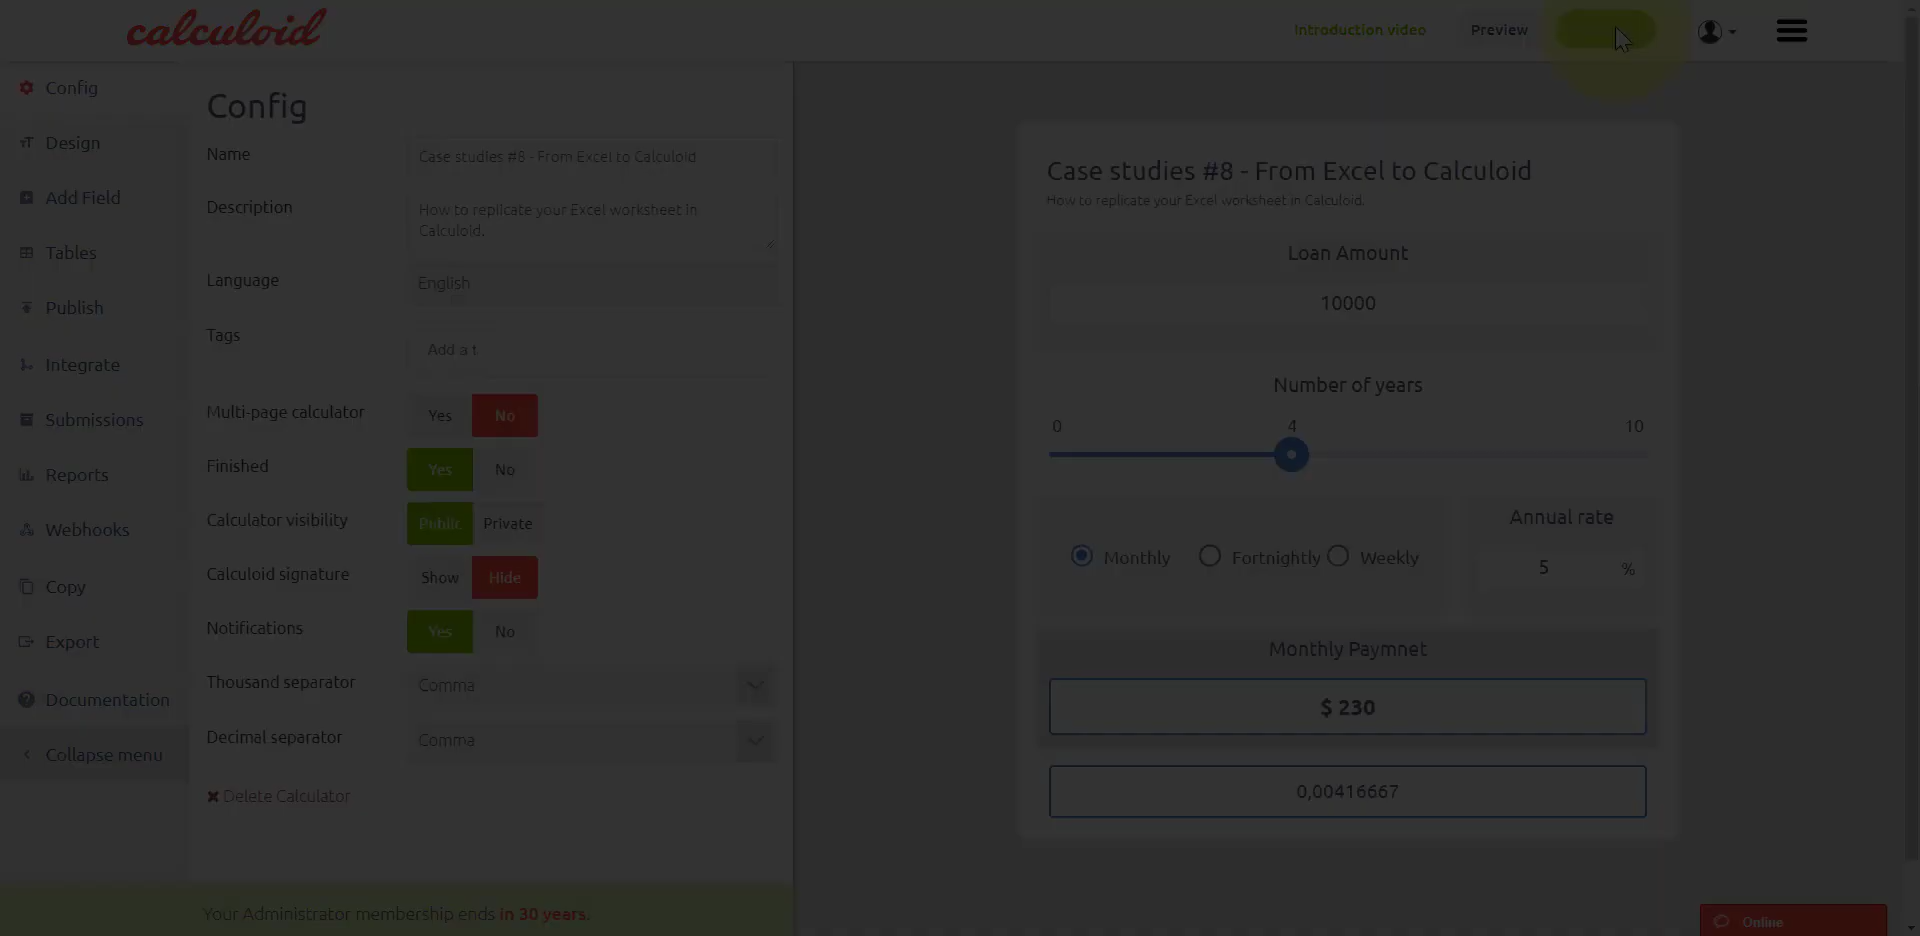 calculoid
Introduction video
Preview
Config
Design
Add Field
Tables
Publish
Integrate
Submissions
Reports
Webhooks
Copy
Export
Documentation
Collapse menu
Config
Name
Case studies #8 - From Excel to Calculoid
Description
How to replicate your Excel worksheet in
Calculoid.
Language
English
Tags
Add a t
Multi-page calculator
Yes No
Finished
Yes No
Calculator visibility
Public Private
Calculoid signature
Show Hide
Notifications
Yes No
Thousand separator
Comma
Decimal separator
Comma
Delete Calculator
Your Administrator membership ends in 30 years.
Case studies #8 - From Excel to Calculoid
How to replicate your Excel worksheet in Calculoid.
Loan Amount
10000
Number of years
0 4 10
Monthly Fortnightly Weekly
Annual rate
5 %
Monthly Paymnet
$ 230
0,00416667
Online